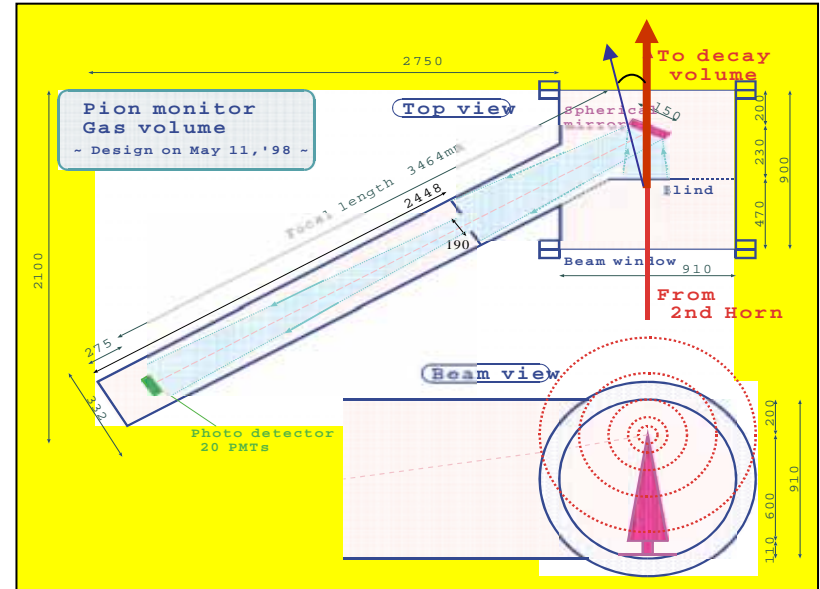 2750
To decay
volume
Pion monitor
Gas volume
~ Design on May 11,'98 ~
Top view
Spherical
mirror
150
200
230
900
470
Focal length 3464mm
2448
Blind
190
2100
Beam window
910
From
2nd Horn
275
332
Beam view
Photo detector
20 PMTs
200
910
600
110